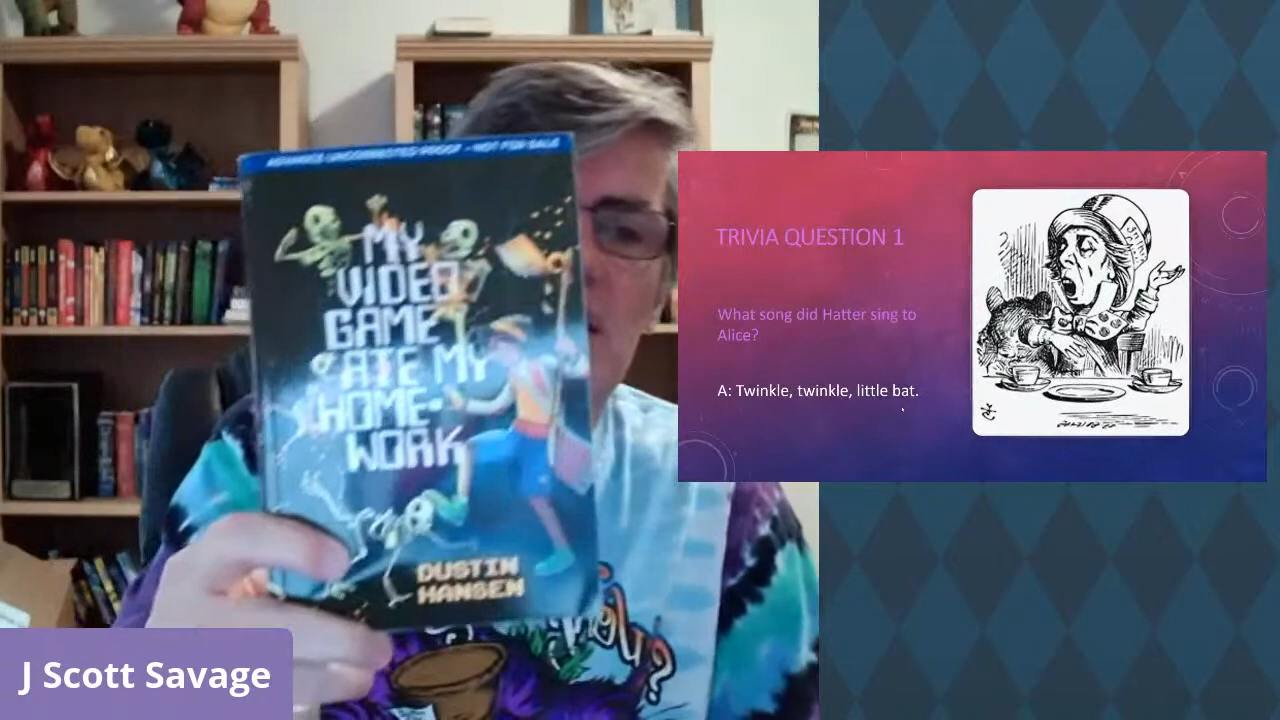 ADVANCE UNCORRECTED PROOF - NOT FOR SALE
MY
VIDEO
GAME
ATE MY
HOME-
WORK
DUSTIN
HANSEN
J Scott Savage
TRIVIA QUESTION 1
What song did Hatter sing to
Alice?
A: Twinkle, twinkle, little bat.